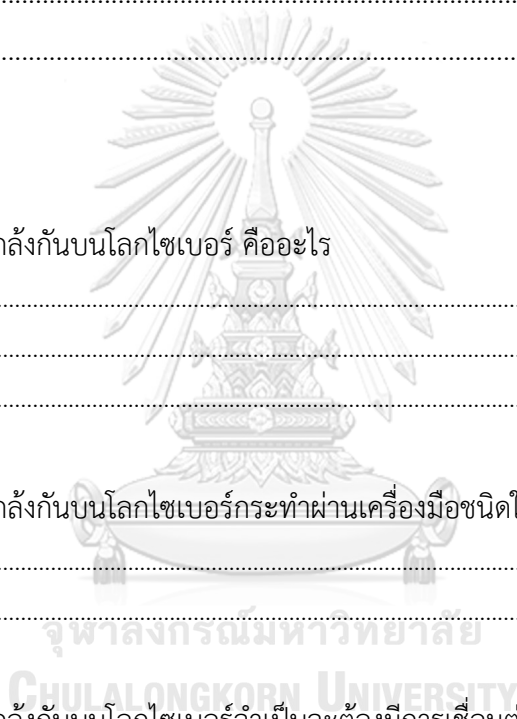 กลั้งกันบนโลกไซเบอร์ คืออะไร
กลั้งกันบนโลกไซเบอร์กระทำผ่านเครื่องมือชนิดใ
จุฬาลงกรณ์มหาวิทยาลัย
CHULALONGKORN UNIVERSITY